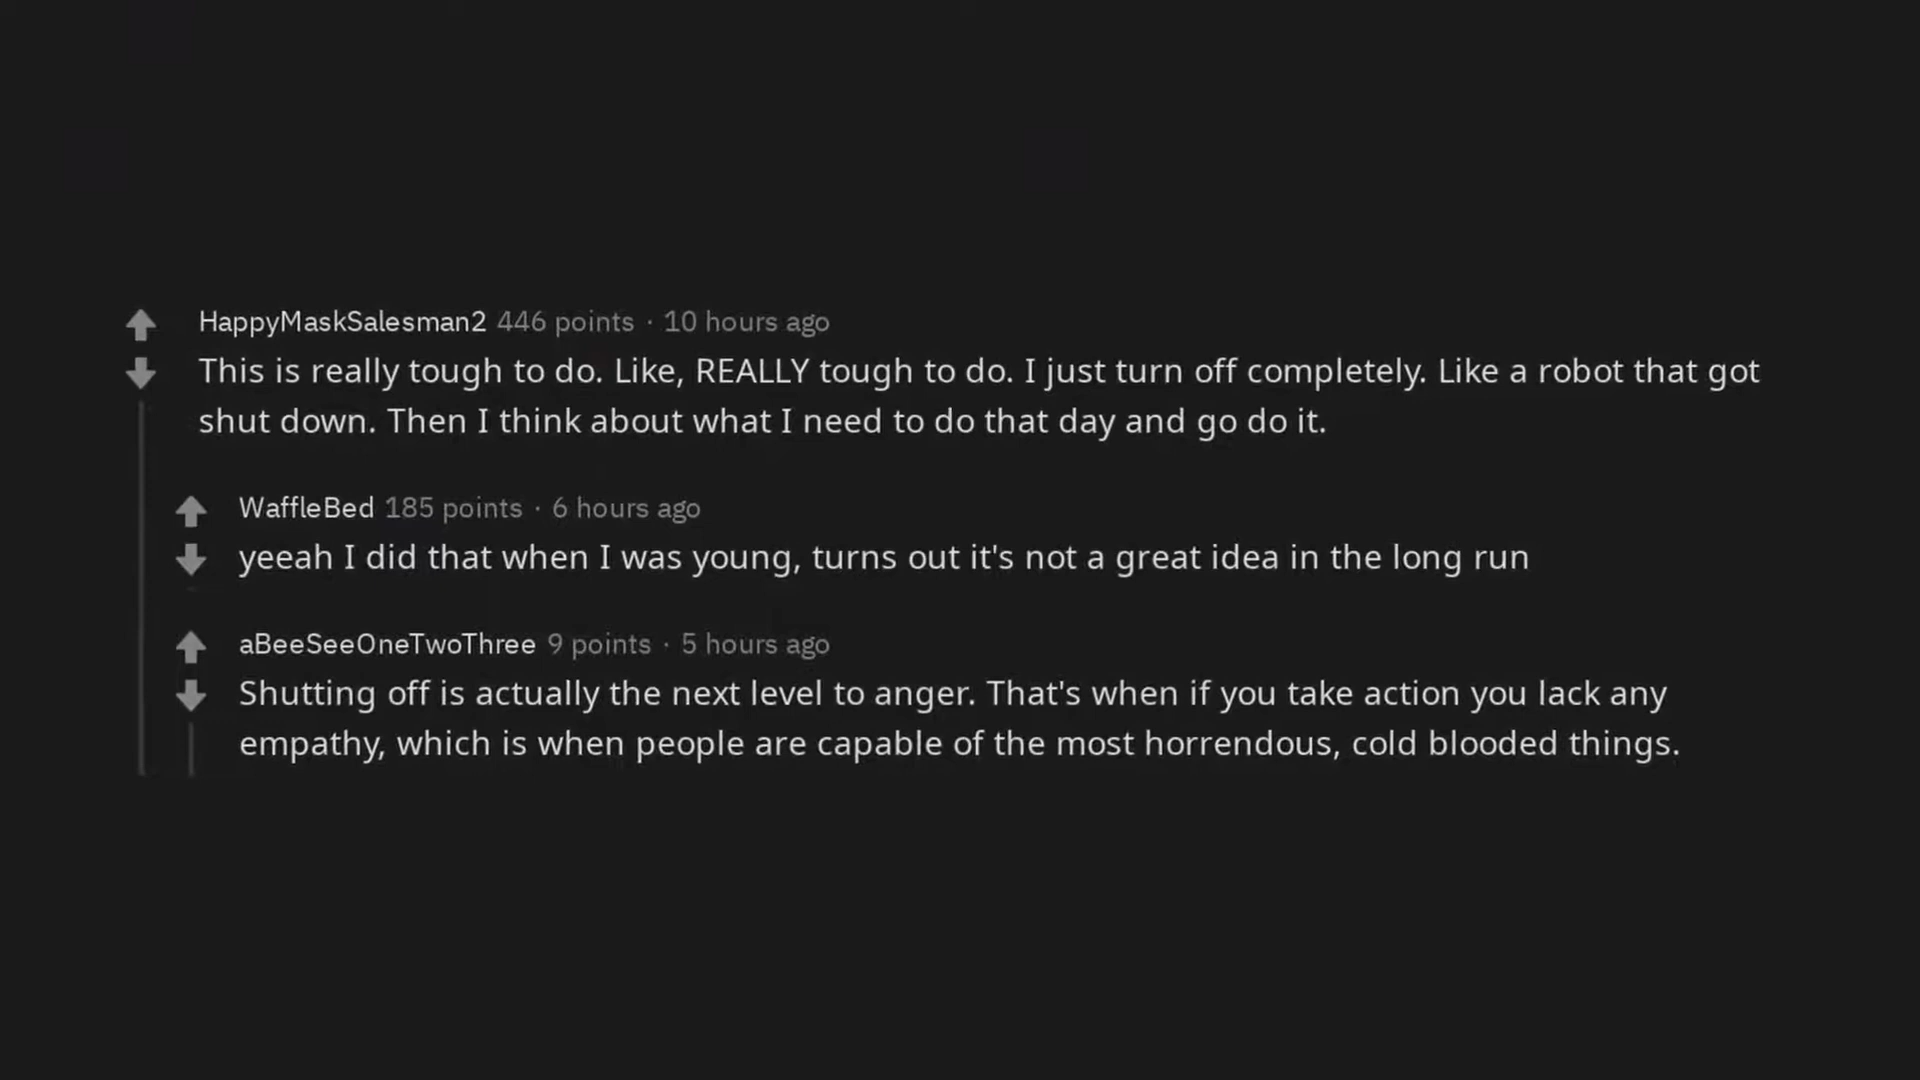 HappyMaskSalesman2 446 points · 10 hours ago
This is really tough to do. Like, REALLY tough to do. I just turn off completely. Like a robot that got
shut down. Then I think about what I need to do that day and go do it.
WaffleBed 185 points · 6 hours ago
yeeah I did that when I was young, turns out it's not a great idea in the long run
aBeeSeeOneTwoThree 9 points · 5 hours ago
Shutting off is actually the next level to anger. That's when if you take action you lack any
empathy, which is when people are capable of the most horrendous, cold blooded things.